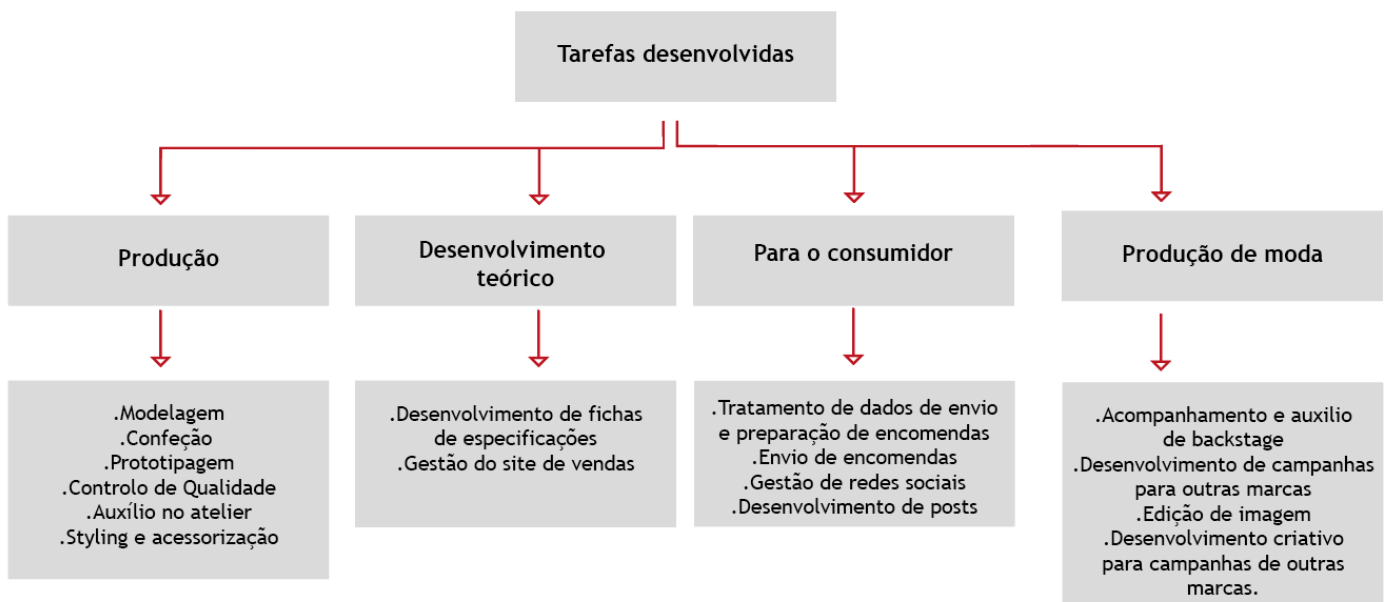 Tarefas desenvolvidas
Produção
Desenvolvimento
teórico
Para o consumidor
Produção de moda
.Modelagem
.Confeção
.Prototipagem
.Controlo de Qualidade
.Auxílio no atelier
.Styling e acessorização
.Desenvolvimento de fichas
de especificações
.Gestão do site de vendas
.Tratamento de dados de envio
e preparação de encomendas
.Envio de encomendas
.Gestão de redes sociais
.Desenvolvimento de posts
.Acompanhamento e auxilio
de backstage
.Desenvolvimento de campanhas
para outras marcas
.Edição de imagem
.Desenvolvimento criativo
para campanhas de outras
marcas.